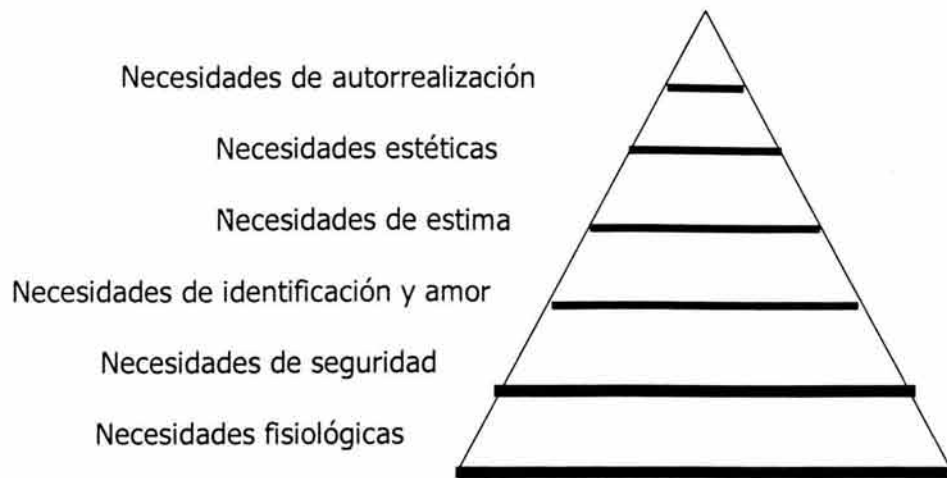 Necesidades de autorrealización
Necesidades estéticas
Necesidades de estima
Necesidades de identificación y amor
Necesidades de seguridad
Necesidades fisiológicas